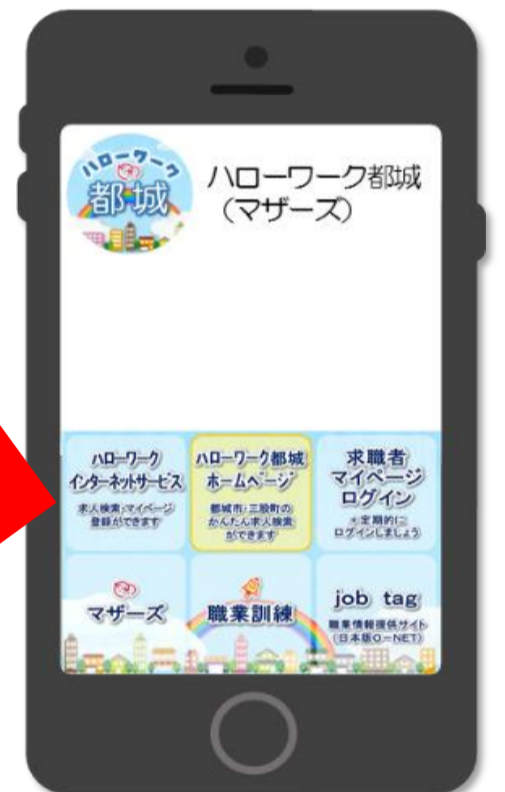 ハローワーク
都城
ハローワーク都城
(マザーズ)
ハローワーク
インターネットサービス
求人検索・マイページ
登録ができます
ハローワーク都城
ホームページ
都城市・三股町の
かんたん求人検索
ができます
求職者
マイページ
ログイン
*定期的に
ログインしましょう
マザーズ
職業訓練
job tag
職業情報提供サイト
(日本版O-NET)